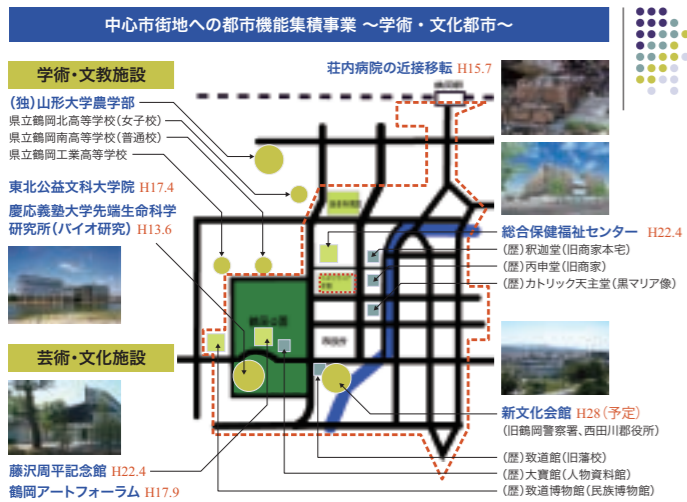 中心市街地への都市機能集積事業 ～学術・文化都市～
学術・文教施設
(独)山形大学農学部
県立鶴岡北高等学校(女子校)
県立鶴岡南高等学校(普通校)
県立鶴岡工業高等学校
東北公益文科大学院 H17.4
慶応義塾大学先端生命科学
研究所(バイオ研究) H13.6
芸術・文化施設
藤沢周平記念館 H22.4
鶴岡アートフォーラム H17.9
荘内病院の近接移転 H15.7
総合保健福祉センター H22.4
(歴)釈迦堂(旧商家本宅)
(歴)丙申堂(旧商家)
(歴)カトリック天主堂(黒マリア像)
新文化会館 H28(予定)
(旧鶴岡警察署、西田川郡役所)
(歴)致道館(旧藩校)
(歴)大寶館(人物資料館)
(歴)致道博物館(民族博物館)
鶴岡公園
市役所